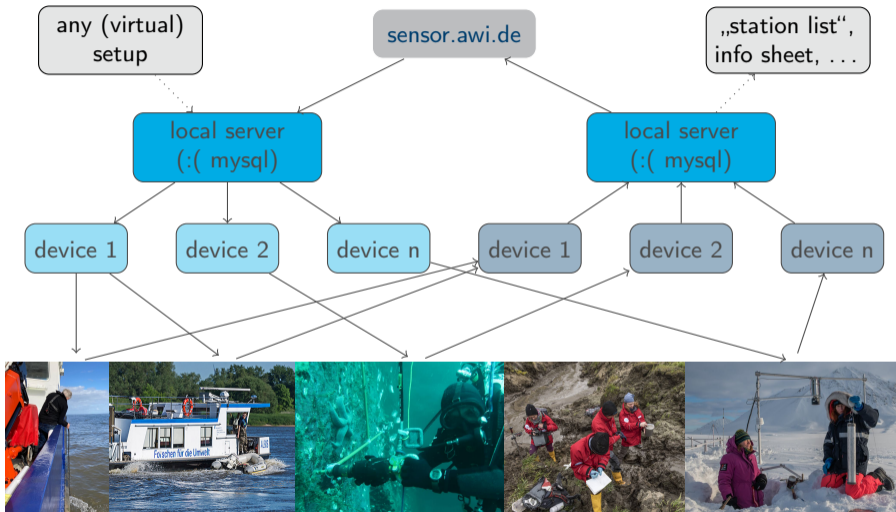 any (virtual)
setup
sensor.awi.de
„station list“,
info sheet, ...
local server
(:( mysql)
local server
(:( mysql)
device 1
device 2
device n
device 1
device 2
device n
Forschen für die Umwelt